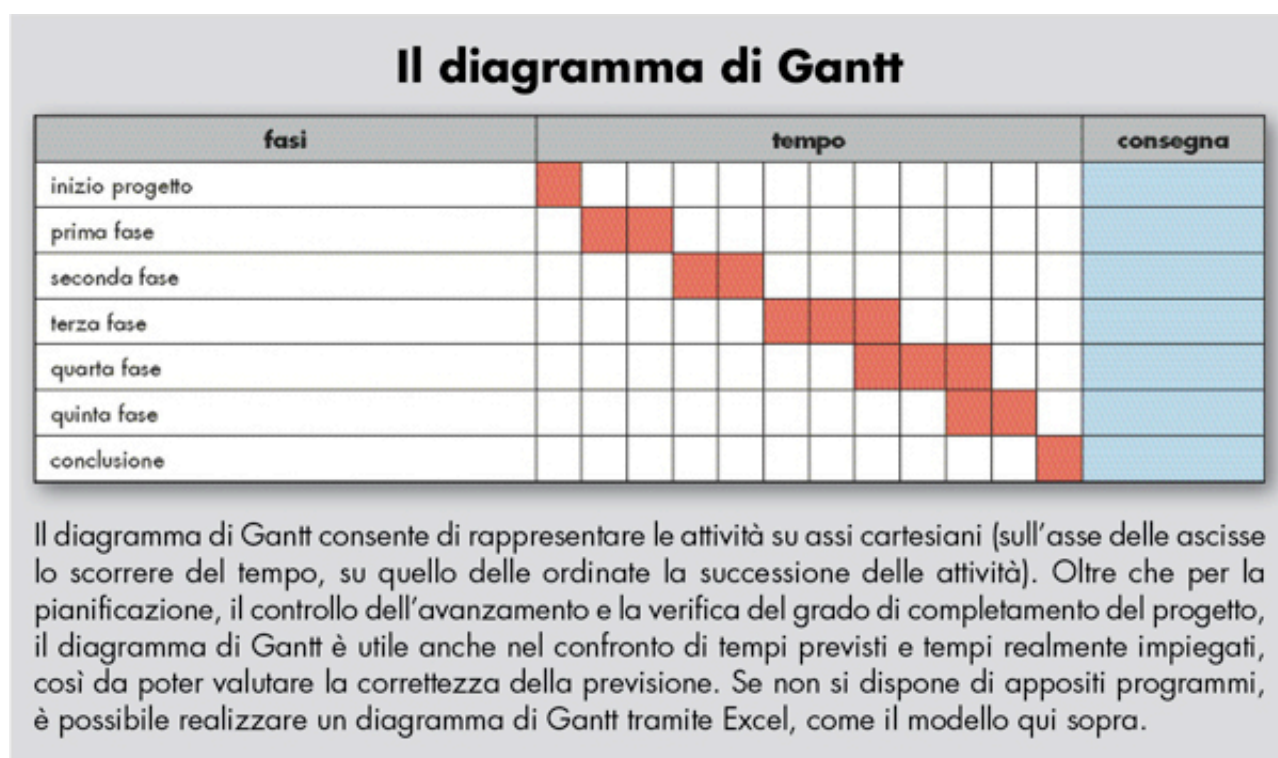 Il diagramma di Gantt
fasi tempo consegna
inizio progetto
prima fase
seconda fase
terza fase
quarta fase
quinta fase
conclusione
Il diagramma di Gantt consente di rappresentare le attività su assi cartesiani (sull'asse delle ascisse
lo scorrere del tempo, su quello delle ordinate la successione delle attività). Oltre che per la
pianificazione, il controllo dell'avanzamento e la verifica del grado di completamento del progetto,
il diagramma di Gantt è utile anche nel confronto di tempi previsti e tempi realmente impiegati,
così da poter valutare la correttezza della previsione. Se non si dispone di appositi programmi,
è possibile realizzare un diagramma di Gantt tramite Excel, come il modello qui sopra.